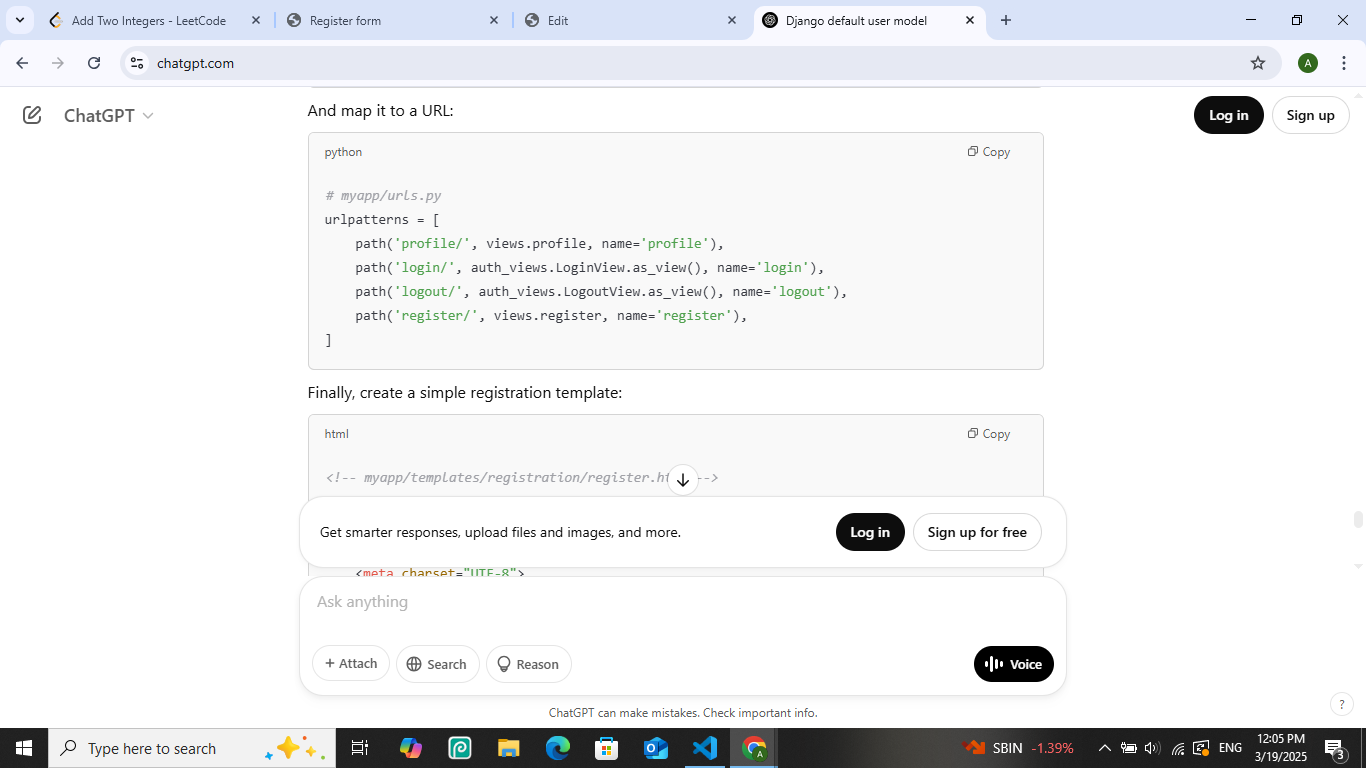 Add Two Integers - LeetCode
Register form
Edit
Django default user model
chatgpt.com
A
ChatGPT
Log in
Sign up
And map it to a URL:
python
Copy
# myapp/urls.py
urlpatterns = [
path('profile/', views.profile, name='profile'),
path('login/', auth_views.LoginView.as_view(), name='login'),
path('logout/', auth_views.LogoutView.as_view(), name='logout'),
path('register/', views.register, name='register'),
]
Finally, create a simple registration template:
html
Copy
<!-- myapp/templates/registration/register.ht -->
Get smarter responses, upload files and images, and more.
Log in
Sign up for free
<meta charset="UTF-8">
Ask anything
+ Attach
Search
Reason
Voice
ChatGPT can make mistakes. Check important info.
?
Type here to search
SBIN -1.39%
ENG
12:05 PM
3/19/2025
3